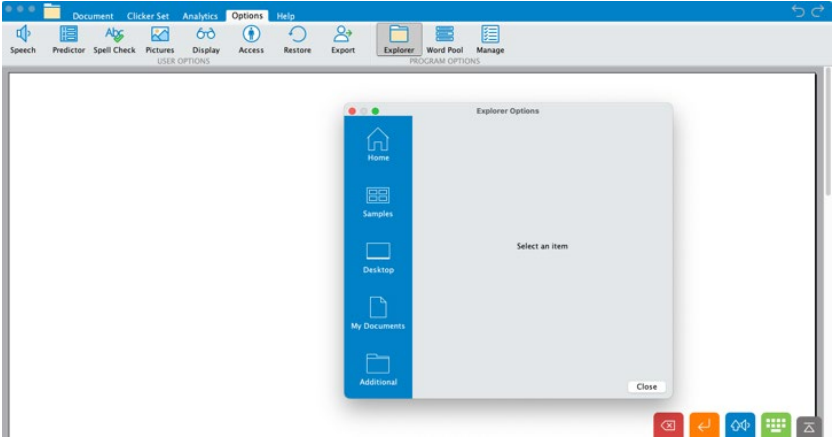 Document Clicker Set Analytics Options Help
Speech Predictor Spell Check Pictures Display Access Restore Export Explorer Word Pool Manage
USER OPTIONS PROGRAM OPTIONS
Explorer Options
Home
Samples
Select an item
Desktop
My Documents
Additional
Close